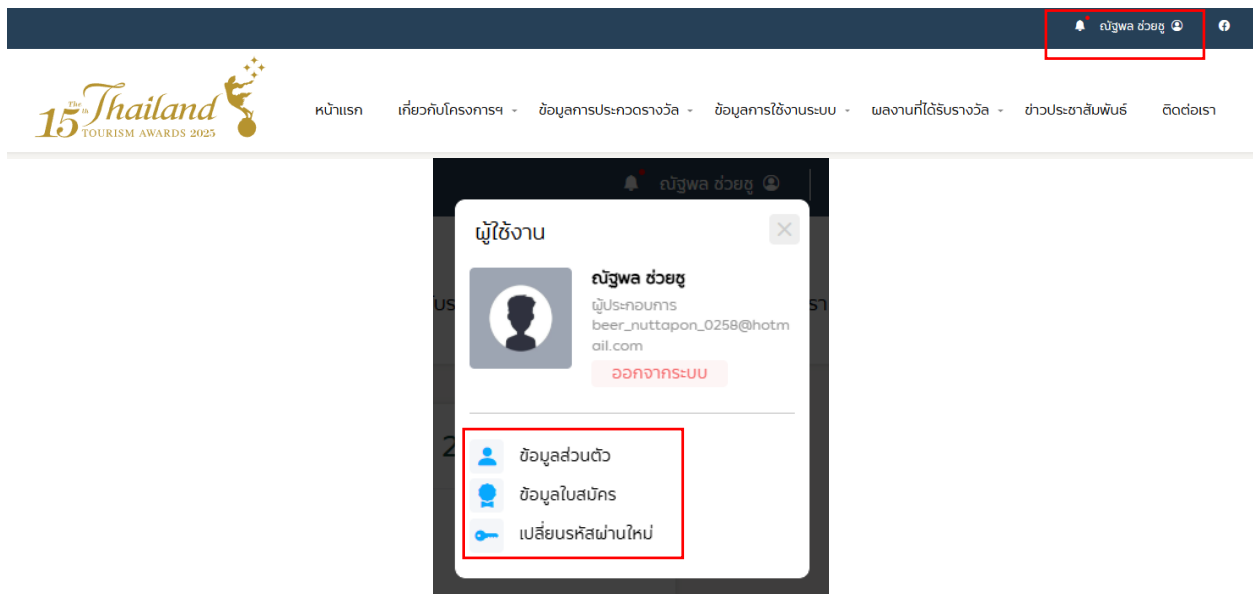 ณัฐพล ช่วยชู
The 15th Thailand
TOURISM AWARDS 2025
หน้าแรก เกี่ยวกับโครงการฯ ข้อมูลการประกวดรางวัล ข้อมูลการใช้งานระบบ ผลงานที่ได้รับรางวัล ข่าวประชาสัมพันธ์ ติดต่อเรา
ณัฐพล ช่วยชู
ผู้ใช้งาน
ณัฐพล ช่วยชู
ผู้ประกอบการ
beer_nuttapon_0258@hotm
ail.com
ออกจากระบบ
ข้อมูลส่วนตัว
ข้อมูลใบสมัคร
เปลี่ยนรหัสผ่านใหม่